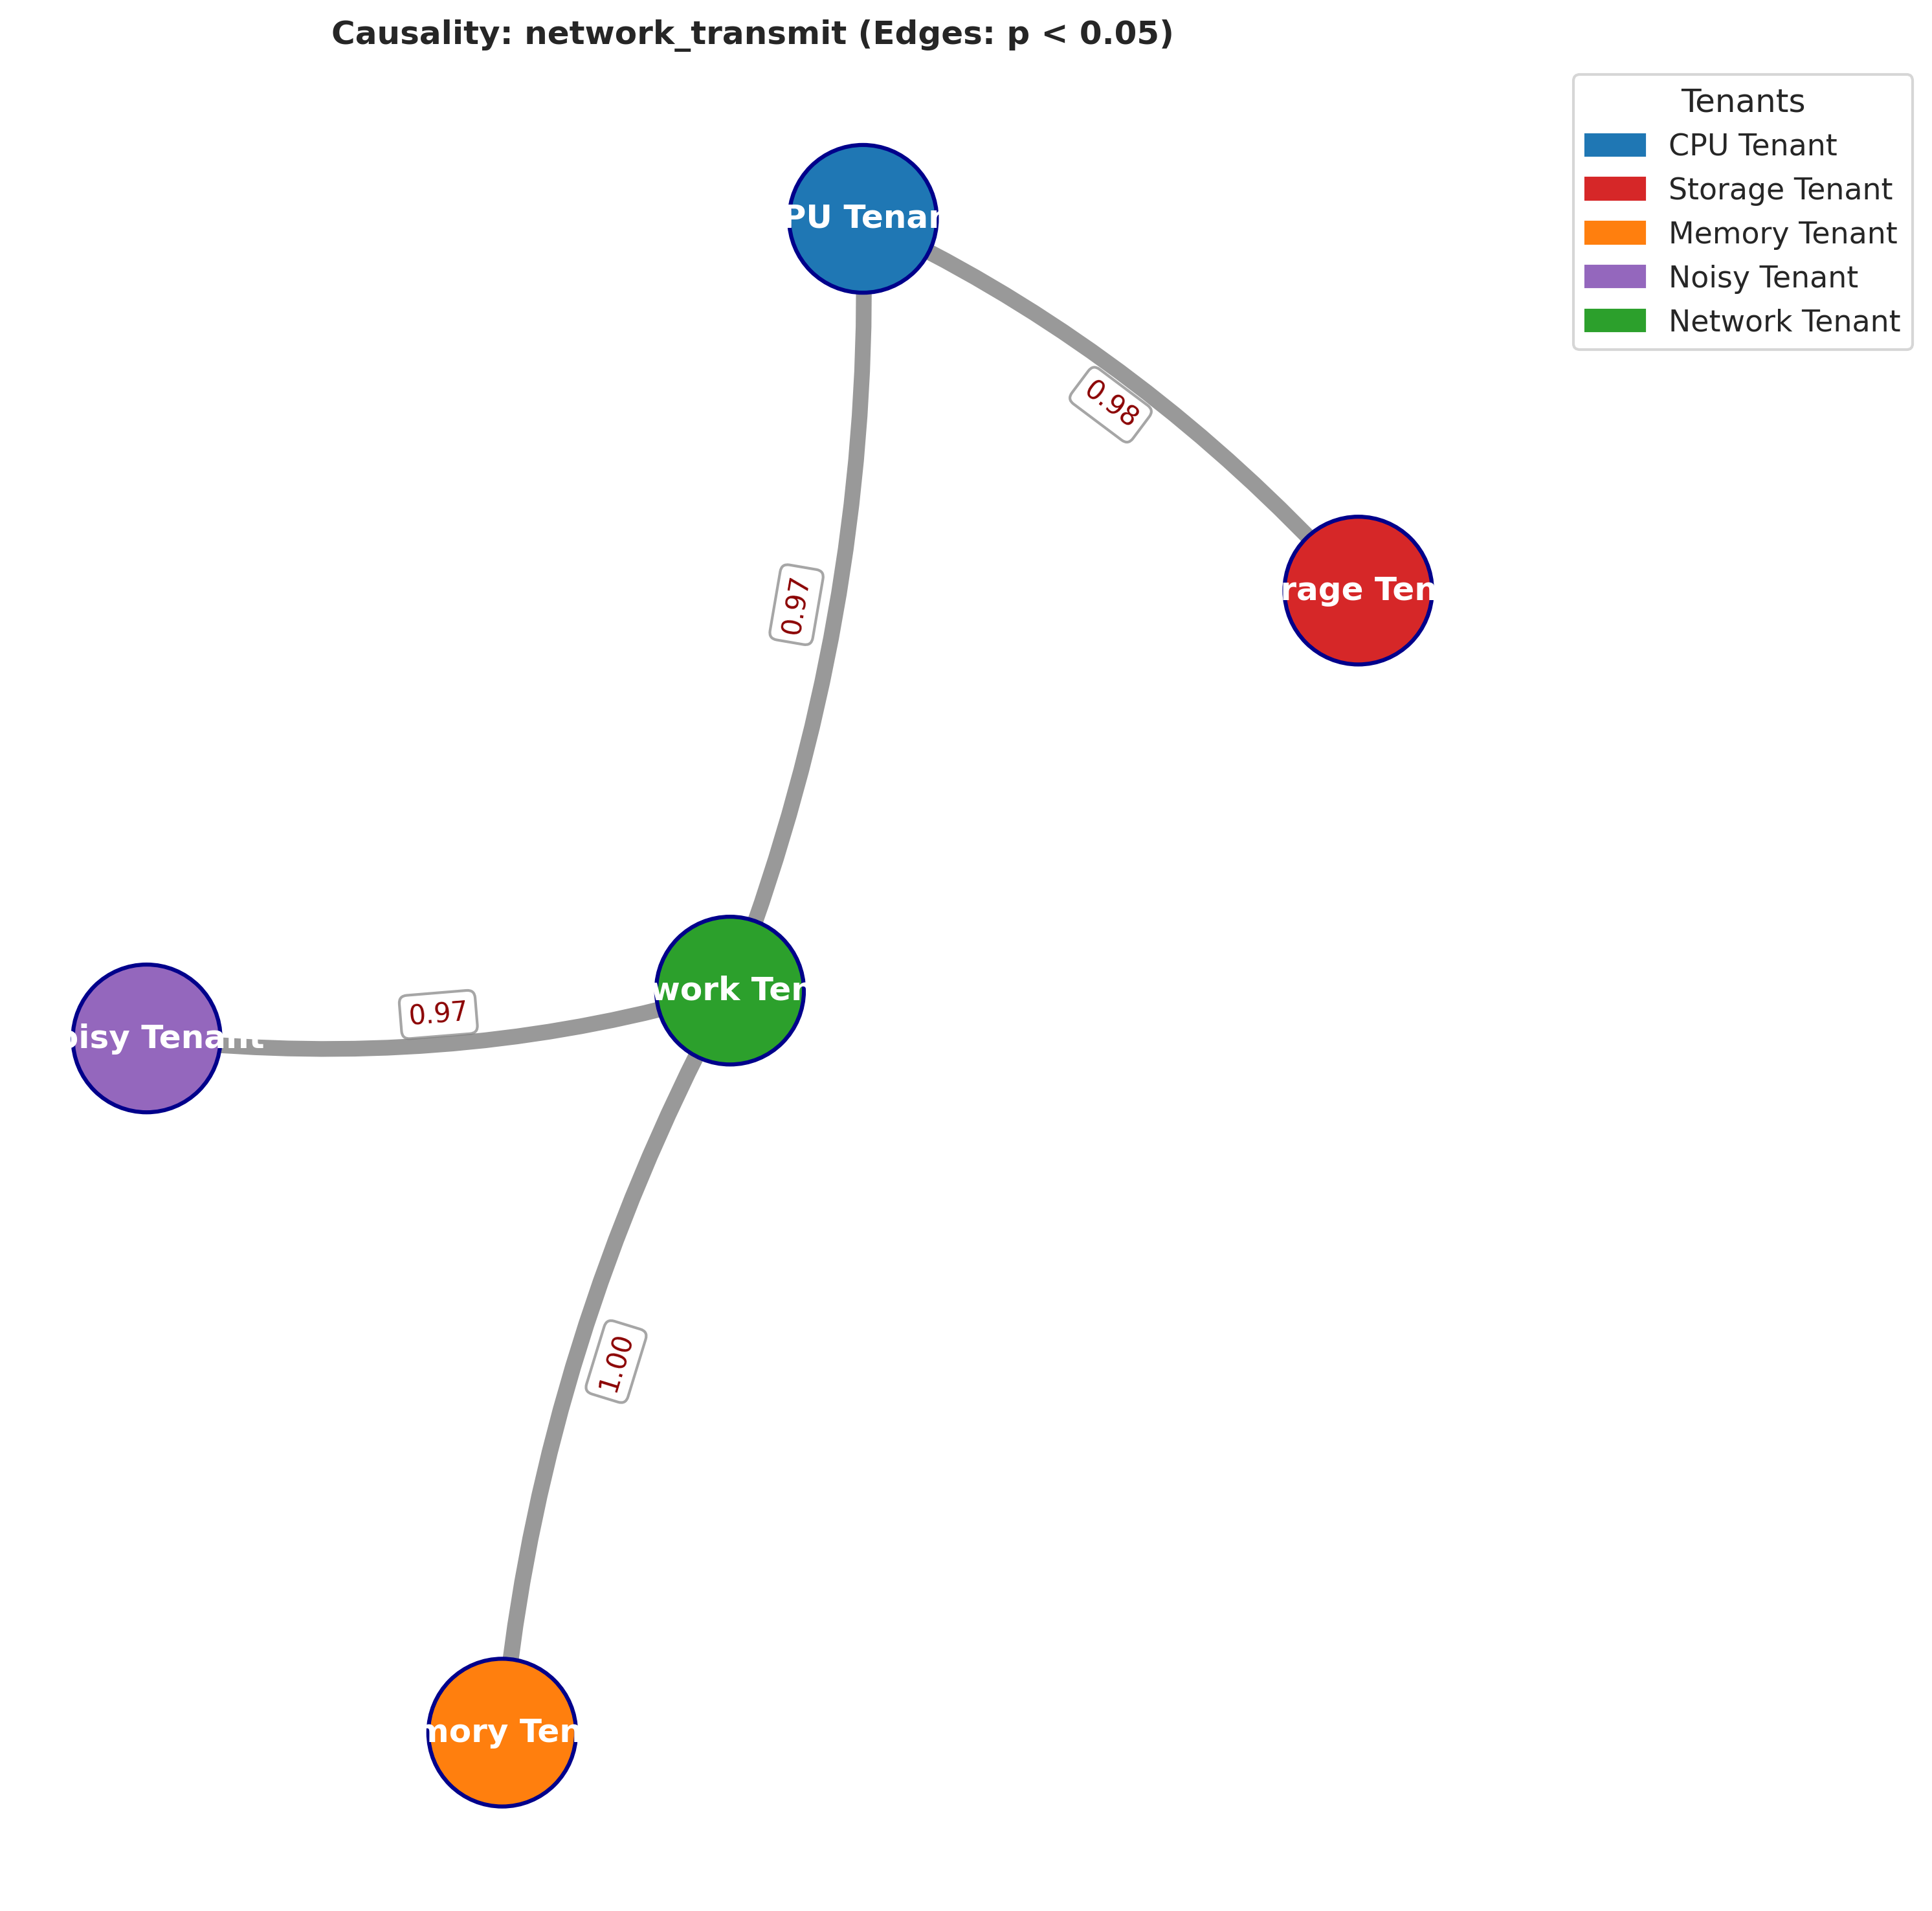 Causality: network_transmit (Edges: p < 0.05)
Tenants
CPU Tenant
Storage Tenant
Memory Tenant
Noisy Tenant
Network Tenant
PU Tenan
0.98
0.97
rage Ten
work Ten
0.97
oisy Tenant
1.00
mory Ten